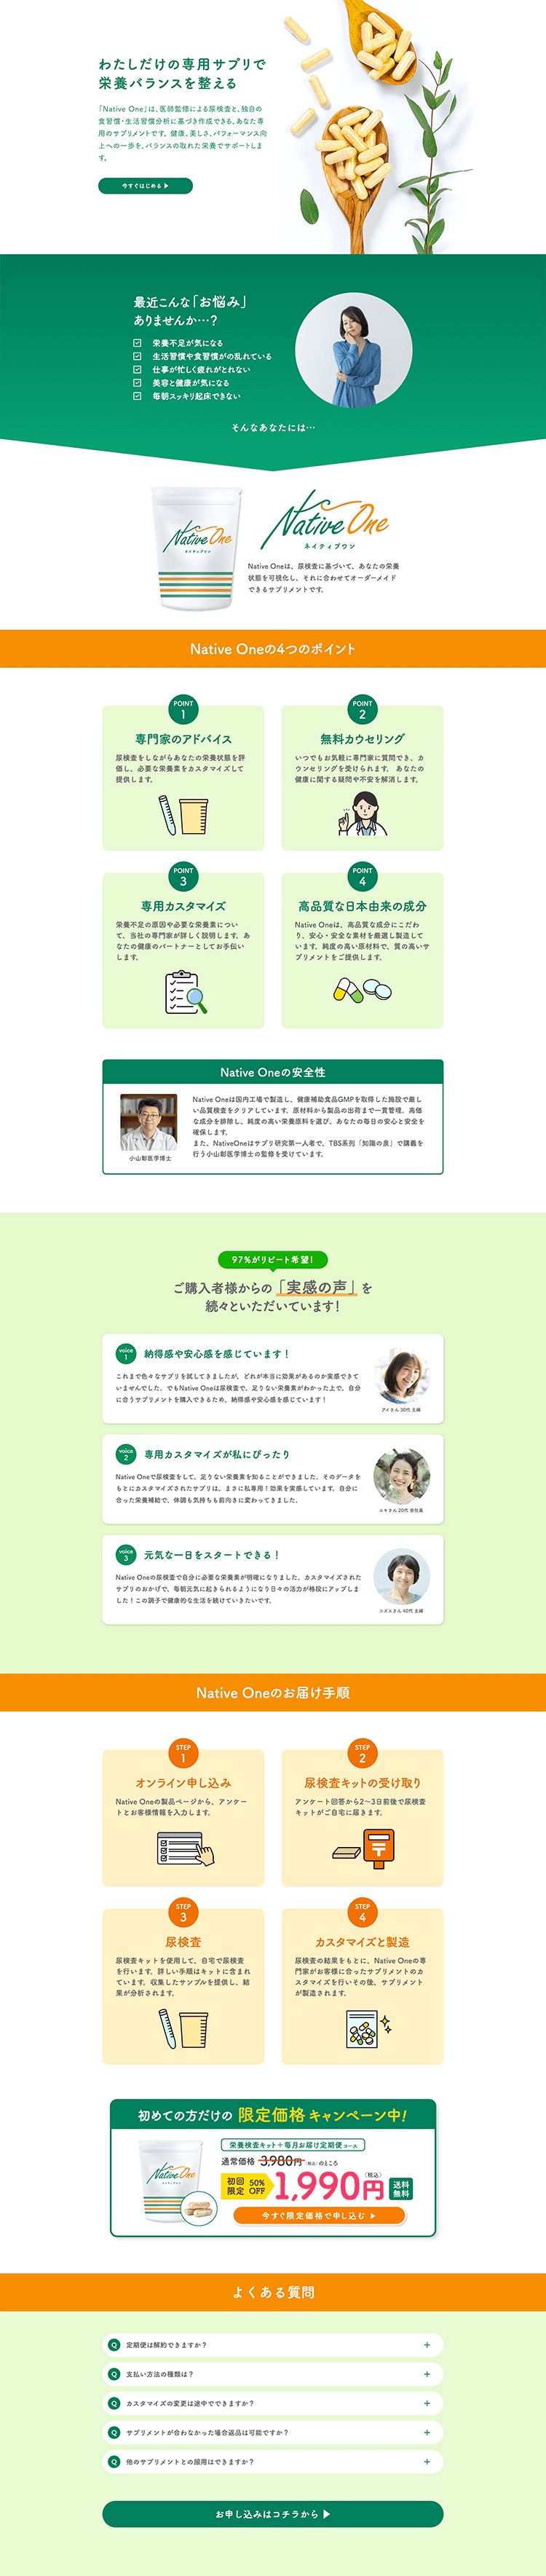 わたしだけの専用サプリで
栄養バランスを整える
「Native One」は、医師監修による尿検査と、独自の
食習慣・生活習慣分析に基づき作成できる、あなた専
用のサプリメントです。健康、美しさ、パフォーマンス向
上への一歩を、バランスの取れた栄養でサポートしま
す。
今すぐはじめる ▶
最近こんな「お悩み」
ありませんか…？
栄養不足が気になる
生活習慣や食習慣がの乱れている
仕事が忙しく疲れがとれない
美容と健康が気になる
毎朝スッキリ起床できない
そんなあなたには…
Native One
ネイティブワン
Native One
ネイティブワン
Native Oneは、尿検査に基づいて、あなたの栄養
状態を可視化し、それに合わせてオーダーメイド
できるサプリメントです。
Native Oneの4つのポイント
POINT
1
専門家のアドバイス
尿検査をしながらあなたの栄養状態を評
価し、必要な栄養素をカスタマイズして
提供します。
POINT
2
無料カウセリング
いつでもお気軽に専門家に質問でき、カ
ウンセリングを受けられます。 あなたの
健康に関する疑問や不安を解消します。
POINT
3
専用カスタマイズ
栄養不足の原因や必要な栄養素につい
て、当社の専門家が詳しく説明します。あ
なたの健康のパートナーとしてお手伝い
します。
POINT
4
高品質な日本由来の成分
Native Oneは、高品質な成分にこだわ
り、安心・安全な素材を厳選し製造して
います。純度の高い原材料で、質の高いサ
プリメントをご提供します。
Native Oneの安全性
Native Oneは国内工場で製造し、健康補助食品GMPを取得した施設で厳し
い品質検査をクリアしています。原材料から製品の出荷まで一貫管理。高価
な成分を排除し、純度の高い栄養原料を選び、あなたの毎日の安心と安全を
確保します。
また、NativeOneはサプリ研究第一人者で、TBS系列「知識の泉」で講義を
行う小山彰医学博士の監修を受けています。
小山彰医学博士
97%がリピート希望！
ご購入者様からの「実感の声」を
続々といただいています！
voice
1
納得感や安心感を感じています！
これまで色々なサプリを試してきましたが、どれが本当に効果があるのか実感できて
いませんでした。でもNative Oneは尿検査で、足りない栄養素がわかった上で、自分
に合うサプリメントを購入できるため、納得感や安心感を感じています！
アイさん 30代 主婦
voice
2
専用カスタマイズが私にぴったり
Native Oneで尿検査をして、足りない栄養素を知ることができました。そのデータを
もとにカスタマイズされたサプリは、まさに私専用！効果を実感しています。自分に
合った栄養補給で、体調も気持ちも前向きに変わってきました。
ユキさん 20代 会社員
voice
3
元気な一日をスタートできる！
Native Oneの尿検査で自分に必要な栄養素が明確になりました。カスタマイズされた
サプリのおかげで、毎朝元気に起きられるようになり日々の活力が格段にアップしま
した！この調子で健康的な生活を続けていきたいです。
コズエさん 40代 主婦
Native Oneのお届け手順
STEP
1
オンライン申し込み
Native Oneの製品ページから、アンケー
トとお客様情報を入力します。
STEP
2
尿検査キットの受け取り
アンケート回答から2〜3日前後で尿検査
キットがご自宅に届きます。
STEP
3
尿検査
尿検査キットを使用して、自宅で尿検査
を行います。詳しい手順はキットに含まれ
ています。収集したサンプルを提供し、結
果が分析されます。
STEP
4
カスタマイズと製造
尿検査の結果をもとに、Native Oneの専
門家がお客様に合ったサプリメントのカ
スタマイズを行いその後、サプリメント
が製造されます。
初めての方だけの 限定価格 キャンペーン中！
Native One
栄養検査キット＋毎月お届け定期便コース
通常価格 3,980円（税込）のところ
初回限定 50%OFF 1,990円（税込） 送料無料
今すぐ限定価格で申し込む ▶
よくある質問
Q 定期便は解約できますか？ ＋
Q 支払い方法の種類は？ ＋
Q カスタマイズの変更は途中でできますか？ ＋
Q サプリメントが合わなかった場合返品は可能ですか？ ＋
Q 他のサプリメントとの服用はできますか？ ＋
お申し込みはコチラから ▶